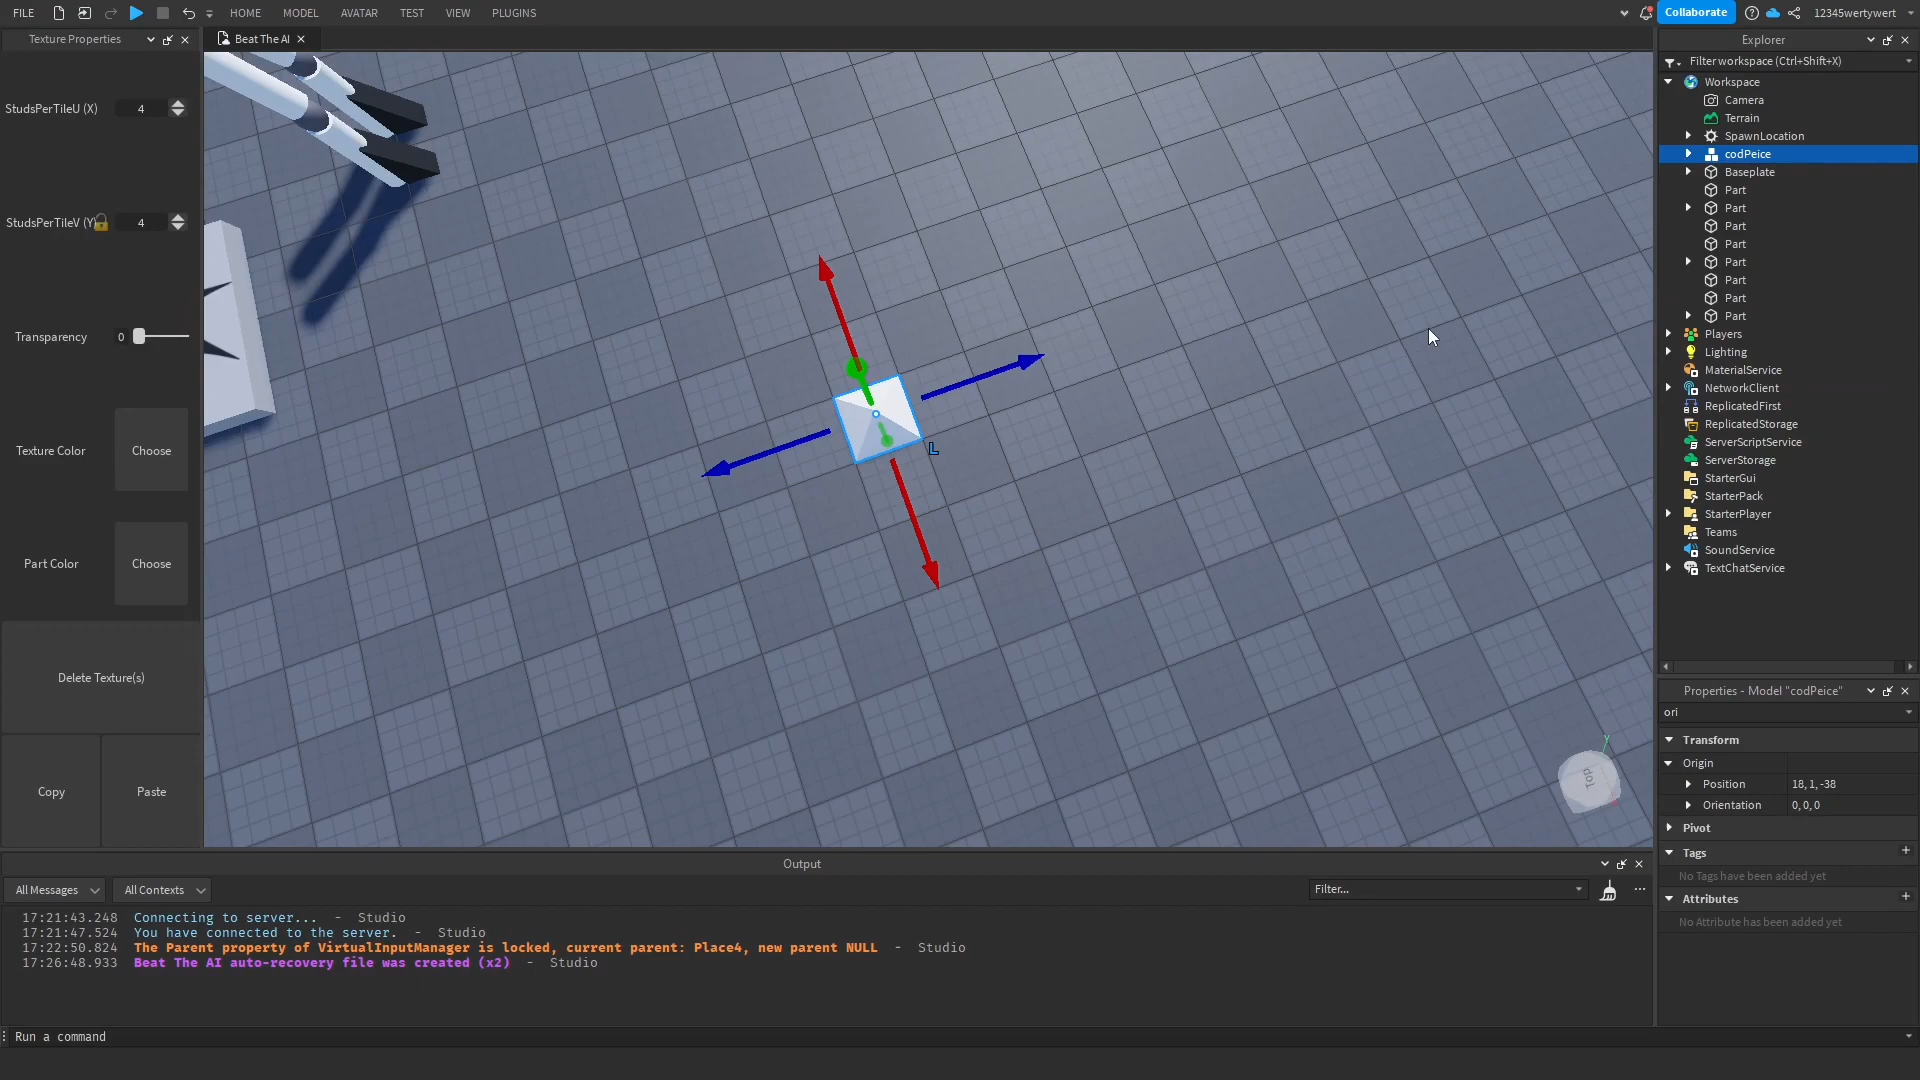 FILE HOME MODEL AVATAR TEST VIEW PLUGINS Collaborate 12345wertywert
Texture Properties
Beat The AI
Explorer
StudsPerTileU (X) 4
StudsPerTileV (Y) 4
Transparency 0
Texture Color Choose
Part Color Choose
Delete Texture(s)
Copy Paste
L
Top
Y
Filter workspace (Ctrl+Shift+X)
Workspace
Camera
Terrain
SpawnLocation
codPeice
Baseplate
Part
Part
Part
Part
Part
Part
Part
Part
Players
Lighting
MaterialService
NetworkClient
ReplicatedFirst
ReplicatedStorage
ServerScriptService
ServerStorage
StarterGui
StarterPack
StarterPlayer
Teams
SoundService
TextChatService
Properties - Model "codPeice"
ori
Transform
Origin
Position 18, 1, -38
Orientation 0, 0, 0
Pivot
Tags
No Tags have been added yet
Attributes
No Attribute has been added yet
Output
All Messages All Contexts Filter...
17:21:43.248 Connecting to server... - Studio
17:21:47.524 You have connected to the server. - Studio
17:22:50.824 The Parent property of VirtualInputManager is locked, current parent: Place4, new parent NULL - Studio
17:26:48.933 Beat The AI auto-recovery file was created (x2) - Studio
Run a command